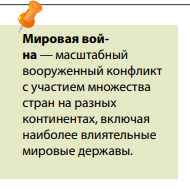 Мировая вой-
на — масштабный
вооруженный конфликт
с участием множества
стран на разных
континентах, включая
наиболее влиятельные
мировые державы.